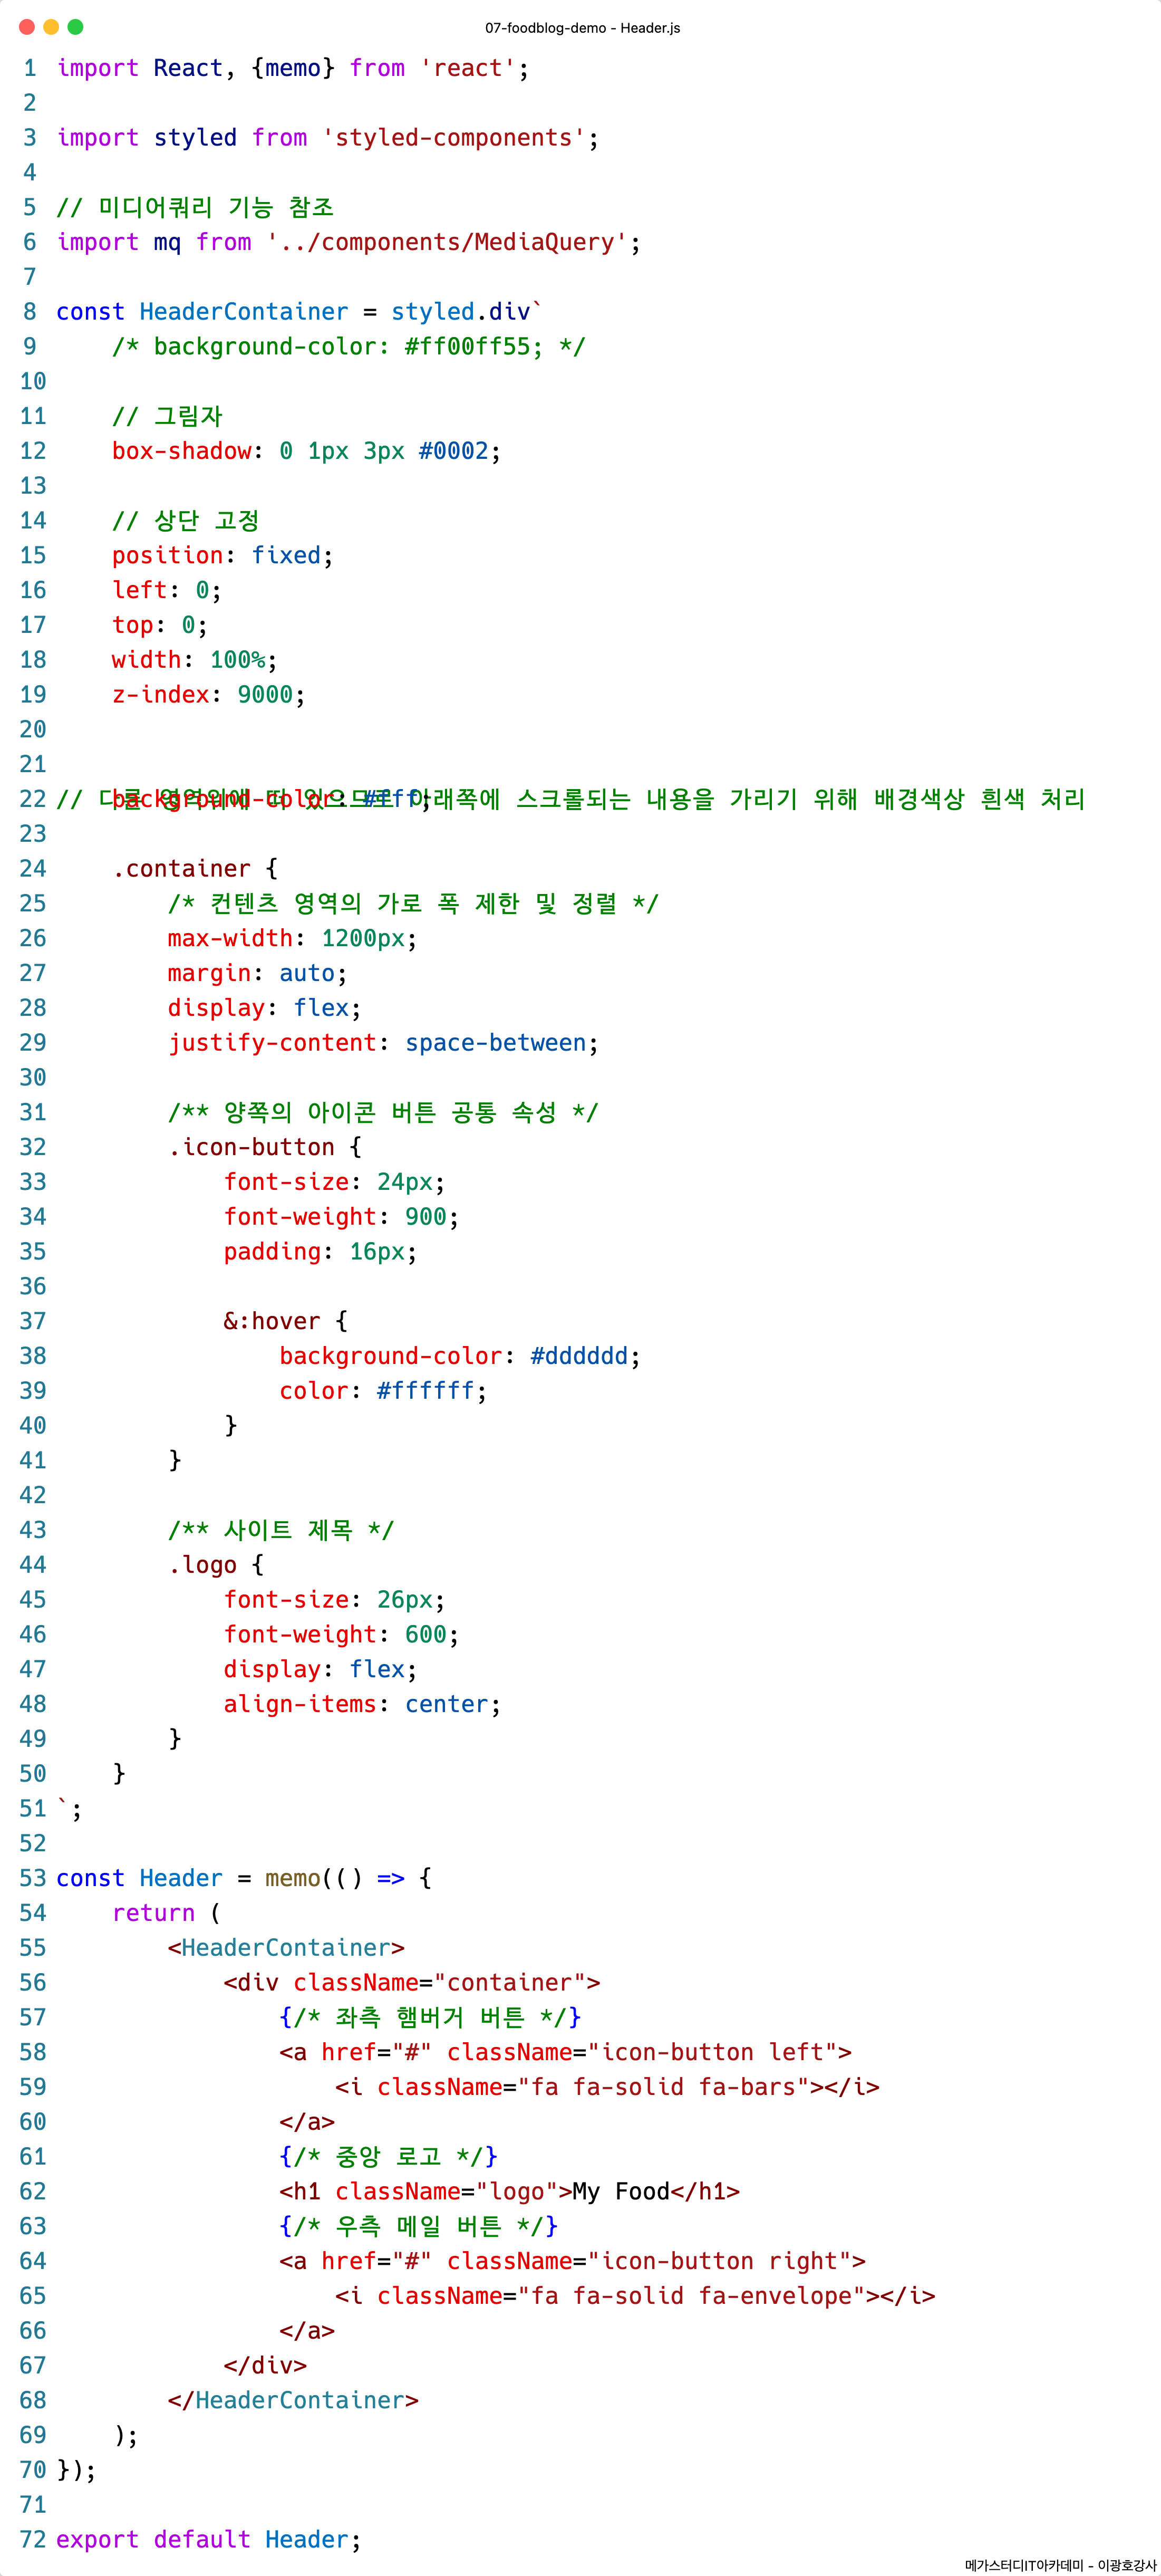 07-foodblog-demo - Header.js
1 import React, {memo} from 'react';
2
3 import styled from 'styled-components';
4
5 // 미디어쿼리 기능 참조
6 import mq from '../components/MediaQuery';
7
8 const HeaderContainer = styled.div`
9     /* background-color: #ff00ff55; */
10
11     // 그림자
12     box-shadow: 0 1px 3px #0002;
13
14     // 상단 고정
15     position: fixed;
16     left: 0;
17     top: 0;
18     width: 100%;
19     z-index: 9000;
20
21
22 // 다른 영역위에 떠 있으므로 아래쪽에 스크롤되는 내용을 가리기 위해 배경색상 흰색 처리
background-color: #fff;
23
24     .container {
25         /* 컨텐츠 영역의 가로 폭 제한 및 정렬 */
26         max-width: 1200px;
27         margin: auto;
28         display: flex;
29         justify-content: space-between;
30
31         /** 양쪽의 아이콘 버튼 공통 속성 */
32         .icon-button {
33             font-size: 24px;
34             font-weight: 900;
35             padding: 16px;
36
37             &:hover {
38                 background-color: #dddddd;
39                 color: #ffffff;
40             }
41         }
42
43         /** 사이트 제목 */
44         .logo {
45             font-size: 26px;
46             font-weight: 600;
47             display: flex;
48             align-items: center;
49         }
50     }
51 `;
52
53 const Header = memo(() => {
54     return (
55         <HeaderContainer>
56             <div className="container">
57                 {/* 좌측 햄버거 버튼 */}
58                 <a href="#" className="icon-button left">
59                     <i className="fa fa-solid fa-bars"></i>
60                 </a>
61                 {/* 중앙 로고 */}
62                 <h1 className="logo">My Food</h1>
63                 {/* 우측 메일 버튼 */}
64                 <a href="#" className="icon-button right">
65                     <i className="fa fa-solid fa-envelope"></i>
66                 </a>
67             </div>
68         </HeaderContainer>
69     );
70 });
71
72 export default Header;
메가스터디IT아카데미 - 이광호강사